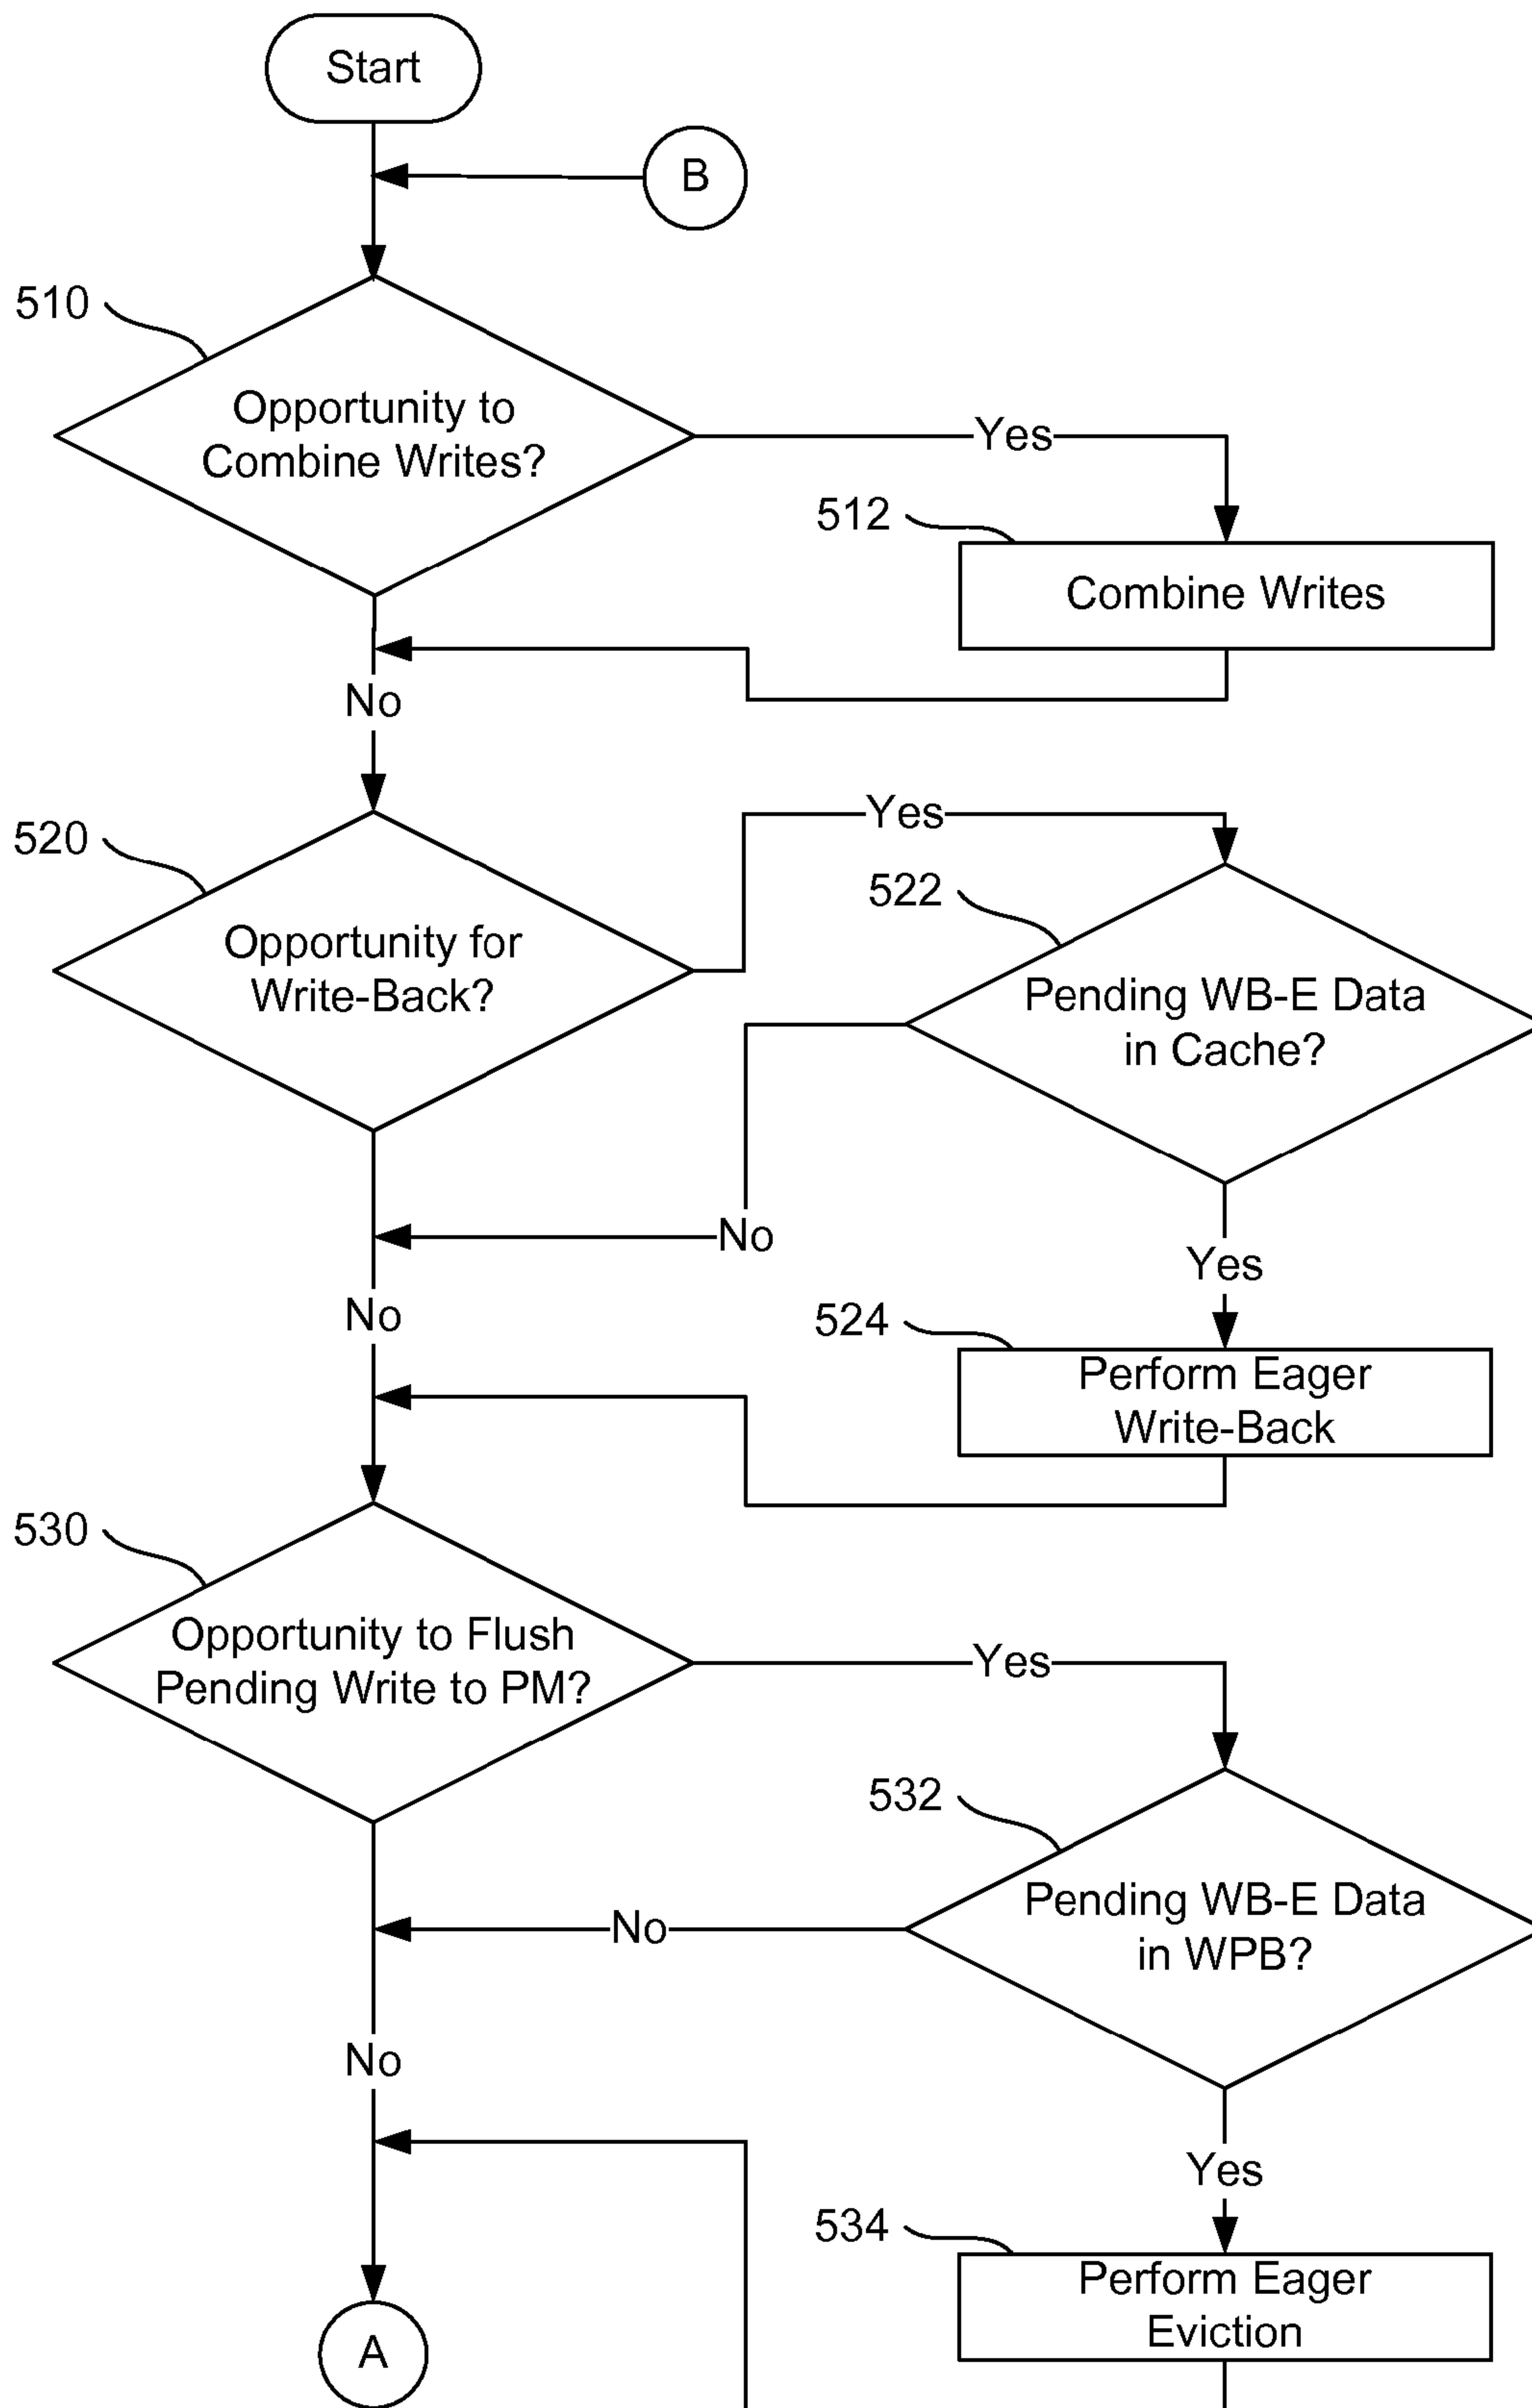 Start
B
510
Opportunity to
Combine Writes?
Yes
512
Combine Writes
No
520
Opportunity for
Write-Back?
Yes
522
Pending WB-E Data
in Cache?
No
Yes
No
524
Perform Eager
Write-Back
530
Opportunity to Flush
Pending Write to PM?
Yes
532
Pending WB-E Data
in WPB?
No
No
Yes
534
Perform Eager
Eviction
A